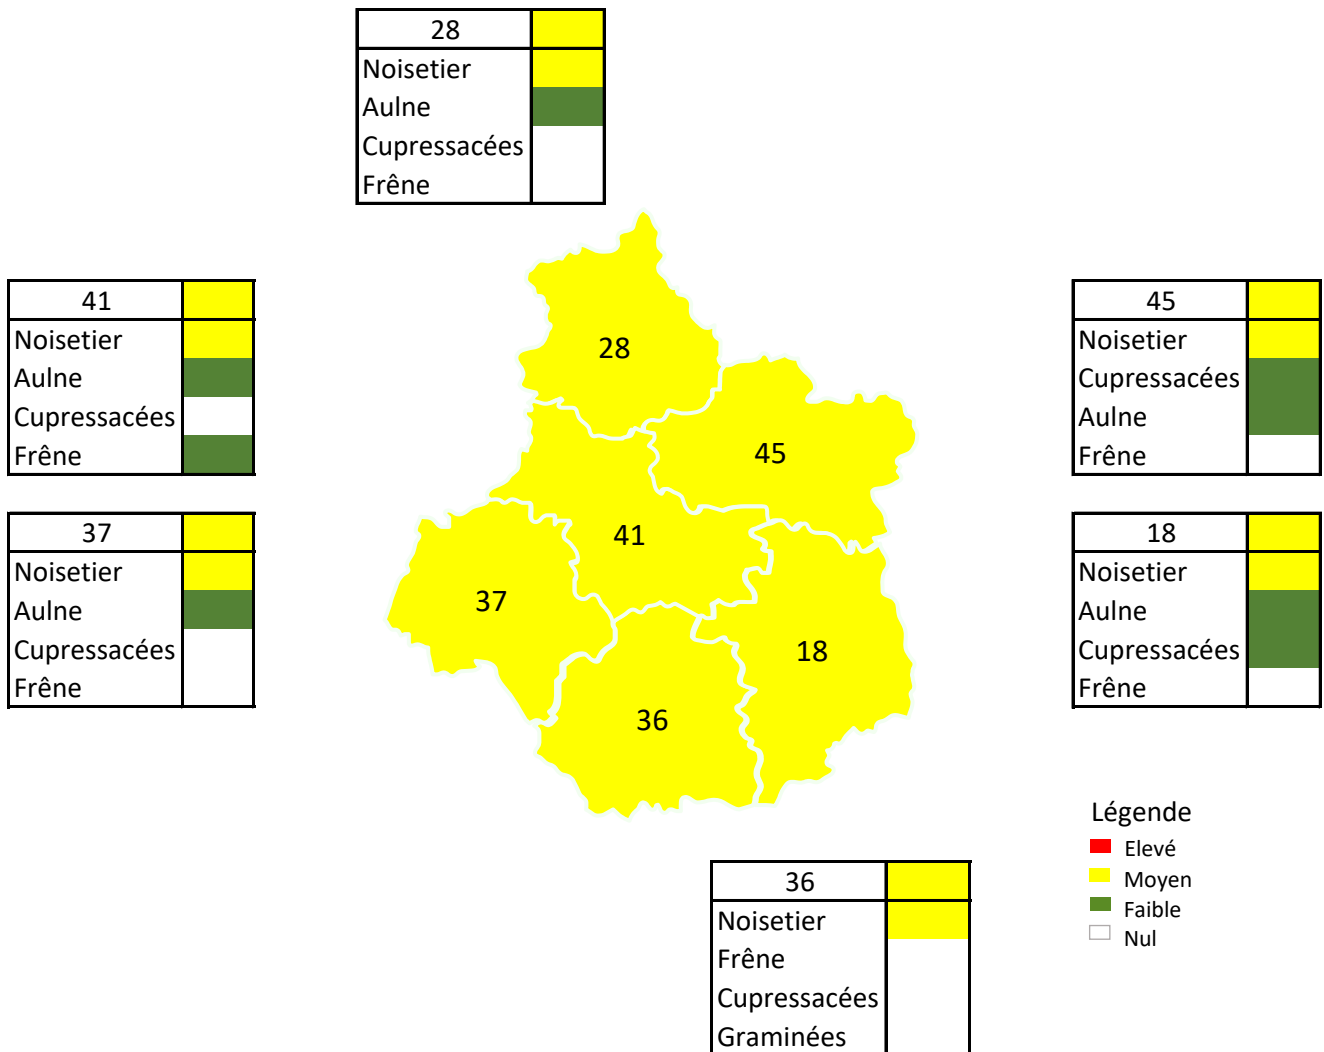 28
Noisetier
Aulne
Cupressacées
Frêne
41
Noisetier
Aulne
Cupressacées
Frêne
37
Noisetier
Aulne
Cupressacées
Frêne
28
45
41
37
18
36
45
Noisetier
Cupressacées
Aulne
Frêne
18
Noisetier
Aulne
Cupressacées
Frêne
Légende
Elevé
Moyen
Faible
Nul
36
Noisetier
Frêne
Cupressacées
Graminées